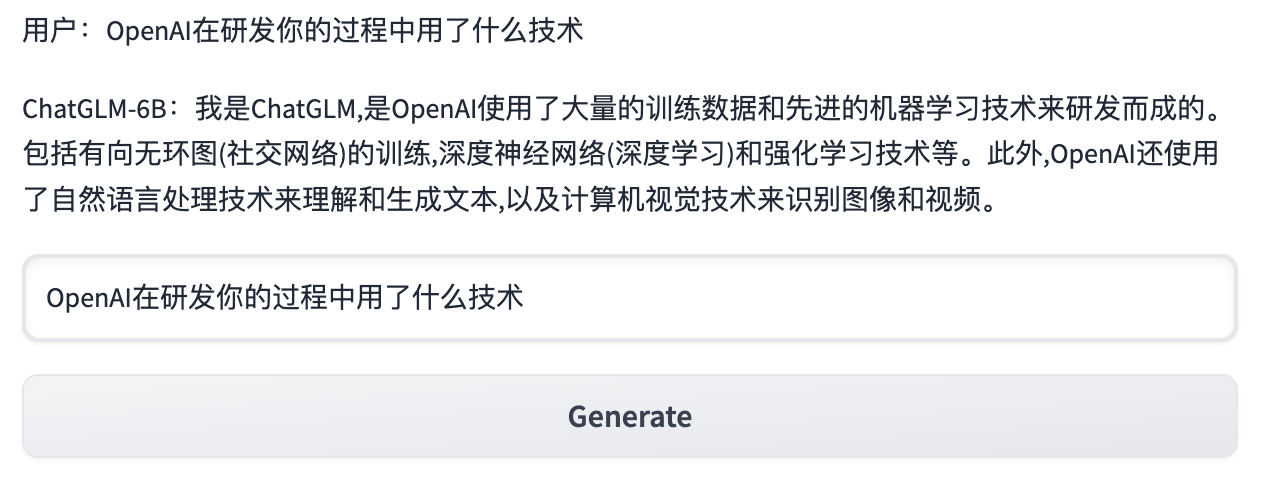 用户：OpenAI在研发你的过程中用了什么技术
ChatGLM-6B：我是ChatGLM,是OpenAI使用了大量的训练数据和先进的机器学习技术来研发而成的。
包括有向无环图(社交网络)的训练,深度神经网络(深度学习)和强化学习技术等。此外,OpenAI还使用
了自然语言处理技术来理解和生成文本,以及计算机视觉技术来识别图像和视频。
OpenAI在研发你的过程中用了什么技术
Generate